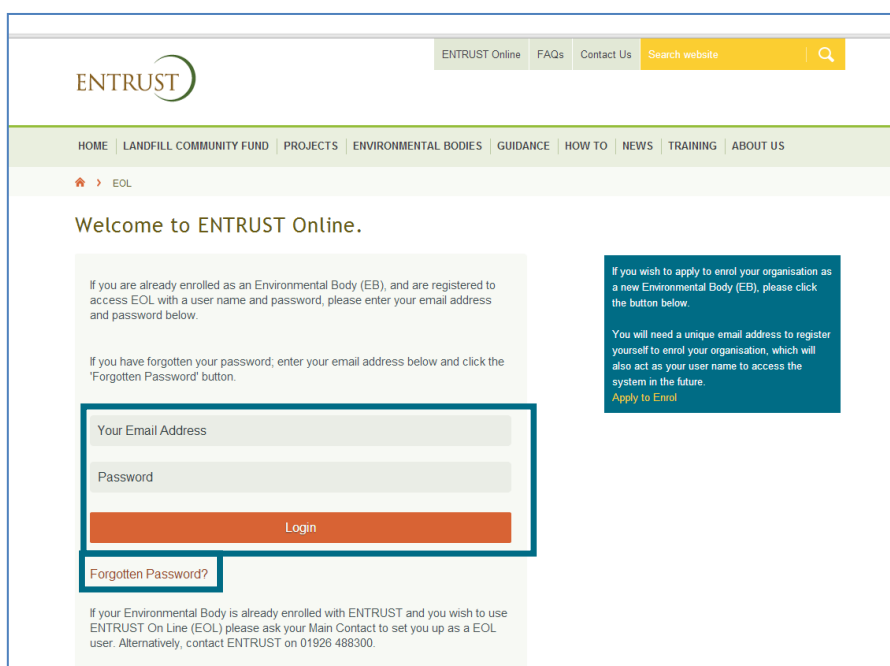 ENTRUST Online FAQs Contact Us Search website
ENTRUST
HOME LANDFILL COMMUNITY FUND PROJECTS ENVIRONMENTAL BODIES GUIDANCE HOW TO NEWS TRAINING ABOUT US
EOL
Welcome to ENTRUST Online.
If you are already enrolled as an Environmental Body (EB), and are registered to
access EOL with a user name and password, please enter your email address
and password below.
If you have forgotten your password; enter your email address below and click the
'Forgotten Password' button.
Your Email Address
Password
Login
Forgotten Password?
If your Environmental Body is already enrolled with ENTRUST and you wish to use
ENTRUST On Line (EOL) please ask your Main Contact to set you up as a EOL
user. Alternatively, contact ENTRUST on 01926 488300.
If you wish to apply to enrol your organisation as
a new Environmental Body (EB), please click
the button below.
You will need a unique email address to register
yourself to enrol your organisation, which will
also act as your user name to access the
system in the future.
Apply to Enrol